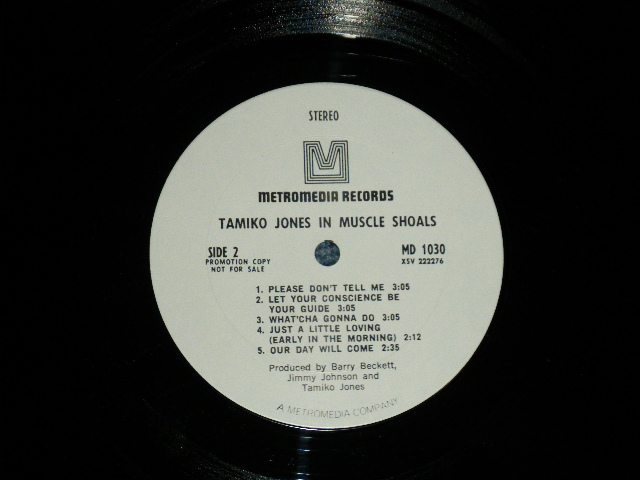 STEREO
METROMEDIA RECORDS
TAMIKO JONES IN MUSCLE SHOALS
SIDE 2
PROMOTION COPY
NOT FOR SALE
MD 1030
XSV 222276
1. PLEASE DON'T TELL ME 3:05
2. LET YOUR CONSCIENCE BE
YOUR GUIDE 3:05
3. WHAT'CHA GONNA DO 3:05
4. JUST A LITTLE LOVING
(EARLY IN THE MORNING) 2:12
5. OUR DAY WILL COME 2:35
Produced by Barry Beckett,
Jimmy Johnson and
Tamiko Jones
A METROMEDIA COMPANY